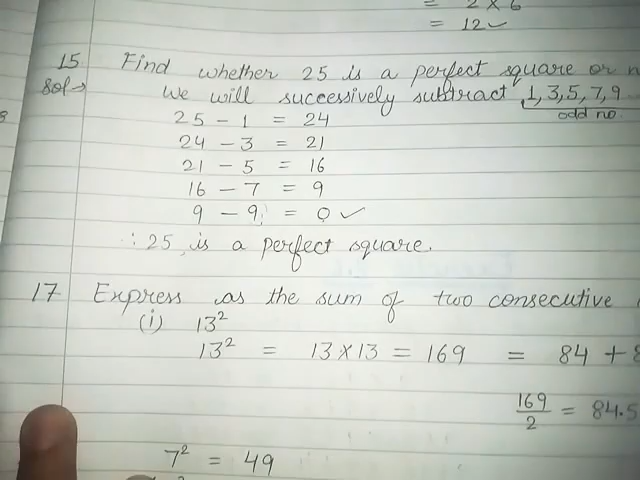 = 2 × 6
= 12 ✓
15 Find whether 25 is a perfect square or
Sol→ We will successively subtract 1, 3, 5, 7, 9
odd no.
25 - 1 = 24
24 - 3 = 21
21 - 5 = 16
16 - 7 = 9
9 - 9 = 0 ✓
∴ 25 is a perfect square.
17 Express as the sum of two consecutive
(i) 13²
13² = 13 × 13 = 169 = 84 + 8
169/2 = 84.5
7² = 49